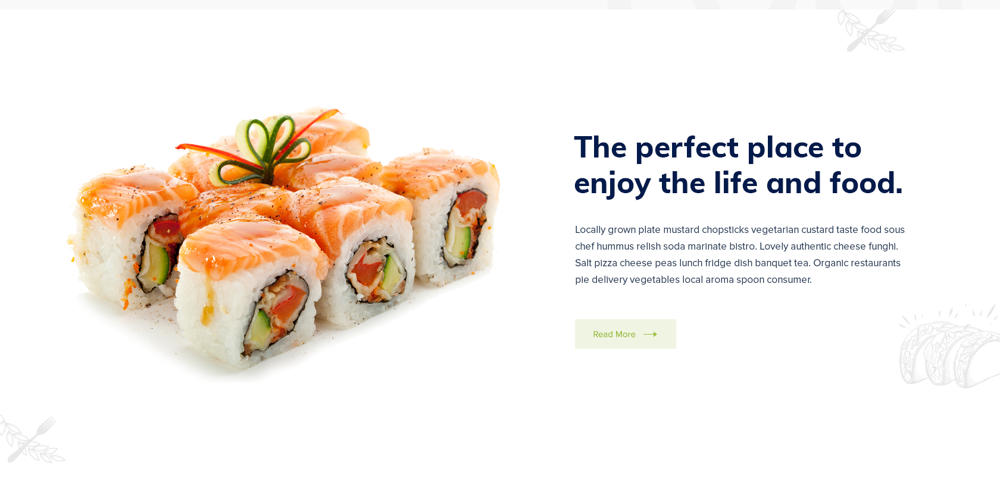 The perfect place to
enjoy the life and food.
Locally grown plate mustard chopsticks vegetarian custard taste food sous
chef hummus relish soda marinate bistro. Lovely authentic cheese funghi.
Salt pizza cheese peas lunch fridge dish banquet tea. Organic restaurants
pie delivery vegetables local aroma spoon consumer.
Read More